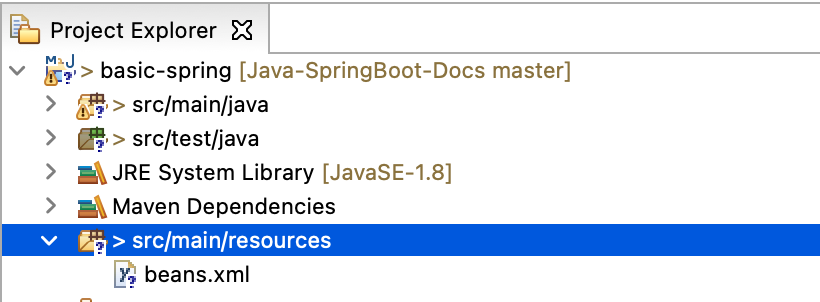 Project Explorer
> basic-spring [Java-SpringBoot-Docs master]
> src/main/java
> src/test/java
JRE System Library [JavaSE-1.8]
Maven Dependencies
> src/main/resources
beans.xml